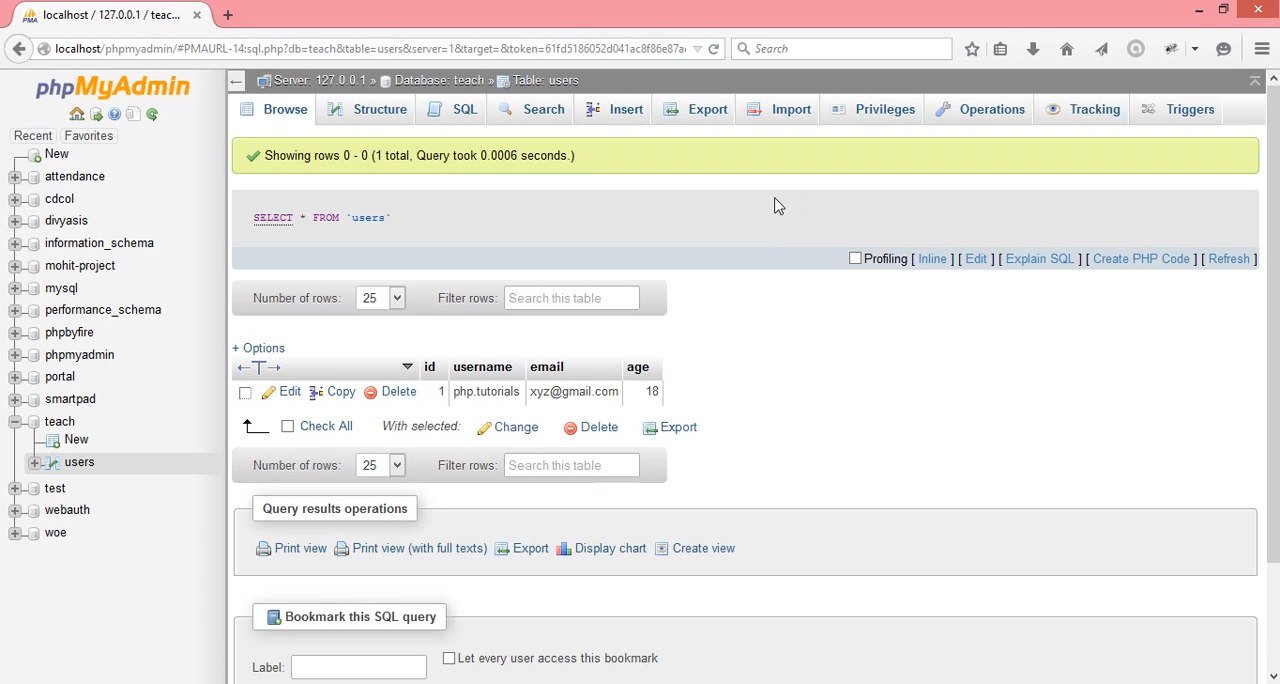 localhost / 127.0.0.1 / teac...
localhost/phpmyadmin/#PMAURL-14:sql.php?db=teach&table=users&server=1&target=&token=61fd5186052d041ac8f86e87a
Search
phpMyAdmin
Recent
Favorites
New
attendance
cdcol
divyasis
information_schema
mohit-project
mysql
performance_schema
phpbyfire
phpmyadmin
portal
smartpad
teach
New
users
test
webauth
woe
Server: 127.0.0.1 » Database: teach » Table: users
Browse Structure SQL Search Insert Export Import Privileges Operations Tracking Triggers
Showing rows 0 - 0 (1 total, Query took 0.0006 seconds.)
SELECT * FROM `users`
Profiling [ Inline ] [ Edit ] [ Explain SQL ] [ Create PHP Code ] [ Refresh ]
Number of rows: 25 Filter rows: Search this table
+ Options
id username email age
Edit Copy Delete 1 php.tutorials xyz@gmail.com 18
Check All With selected: Change Delete Export
Number of rows: 25 Filter rows: Search this table
Query results operations
Print view Print view (with full texts) Export Display chart Create view
Bookmark this SQL query
Label: Let every user access this bookmark